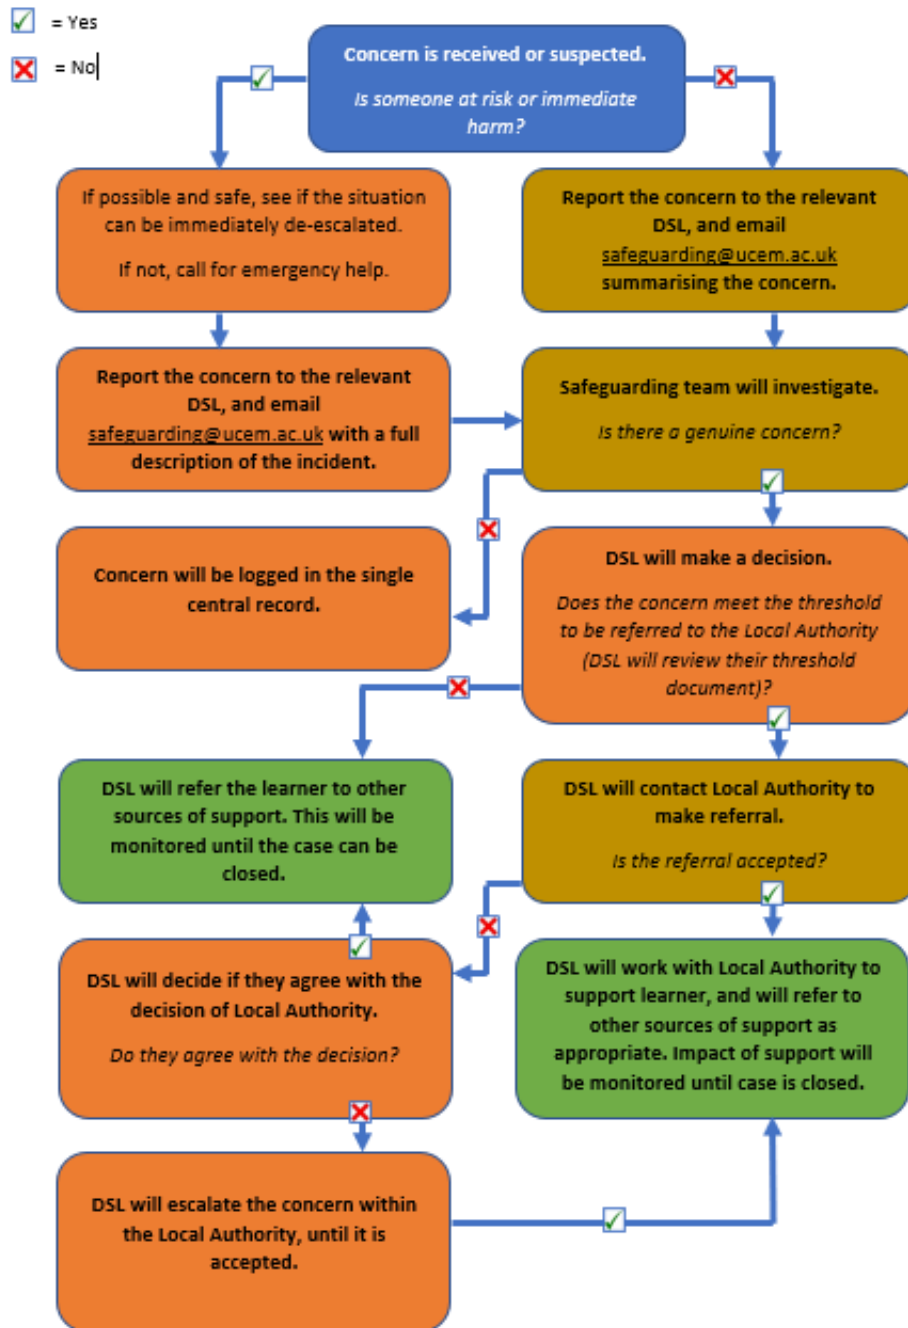 = Yes
= No
Concern is received or suspected.
Is someone at risk or immediate
harm?
If possible and safe, see if the situation
can be immediately de-escalated.
If not, call for emergency help.
Report the concern to the relevant
DSL, and email
safeguarding@ucem.ac.uk
summarising the concern.
Report the concern to the relevant
DSL, and email
safeguarding@ucem.ac.uk with a full
description of the incident.
Safeguarding team will investigate.
Is there a genuine concern?
Concern will be logged in the single
central record.
DSL will make a decision.
Does the concern meet the threshold
to be referred to the Local Authority
(DSL will review their threshold
document)?
DSL will refer the learner to other
sources of support. This will be
monitored until the case can be
closed.
DSL will contact Local Authority to
make referral.
Is the referral accepted?
DSL will decide if they agree with the
decision of Local Authority.
Do they agree with the decision?
DSL will work with Local Authority to
support learner, and will refer to
other sources of support as
appropriate. Impact of support will
be monitored until case is closed.
DSL will escalate the concern within
the Local Authority, until it is
accepted.